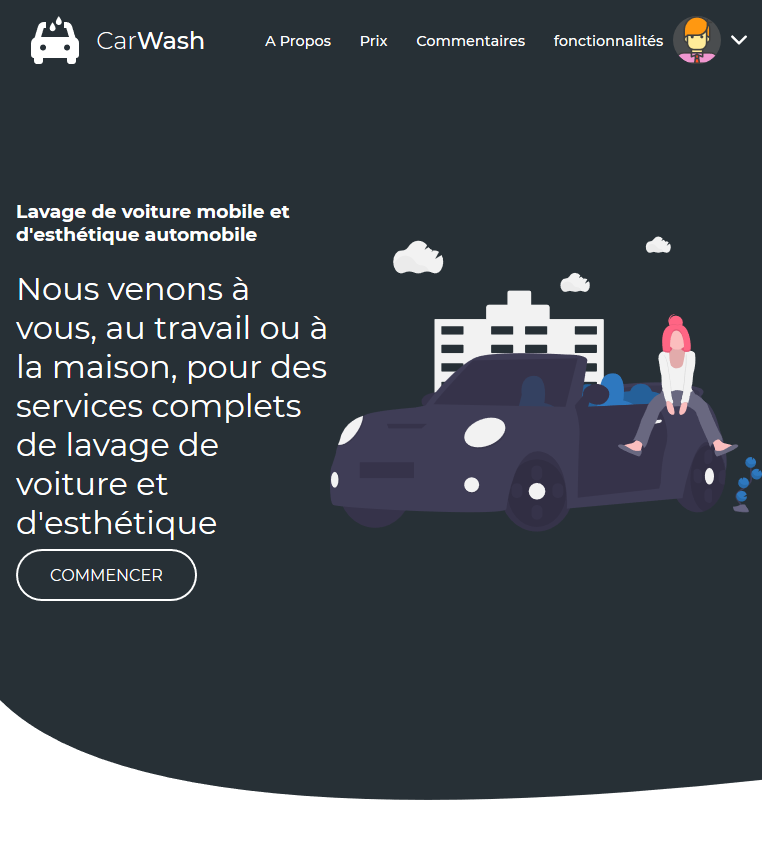 CarWash
A Propos
Prix
Commentaires
fonctionnalités
Lavage de voiture mobile et
d'esthétique automobile
Nous venons à
vous, au travail ou à
la maison, pour des
services complets
de lavage de
voiture et
d'esthétique
COMMENCER